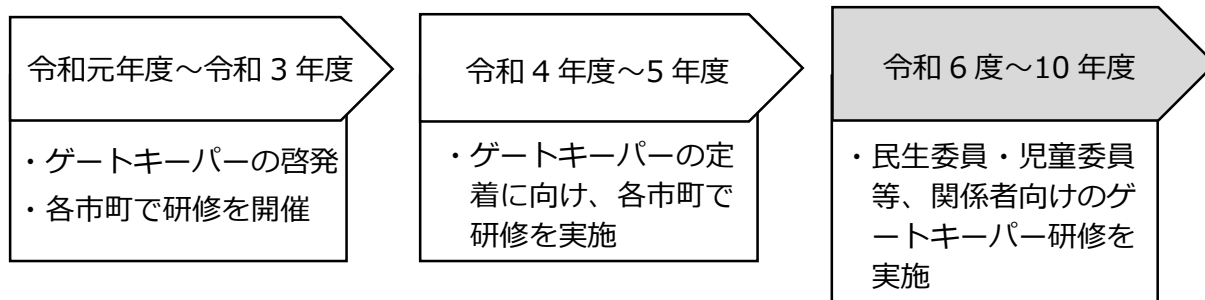 令和元年度～令和 3 年度
・ゲートキーパーの啓発
・各市町で研修を開催
令和 4 年度～5 年度
・ゲートキーパーの定
着に向け、各市町で
研修を実施
令和 6 度～10 年度
・民生委員・児童委員
等、関係者向けのゲ
ートキーパー研修を
実施